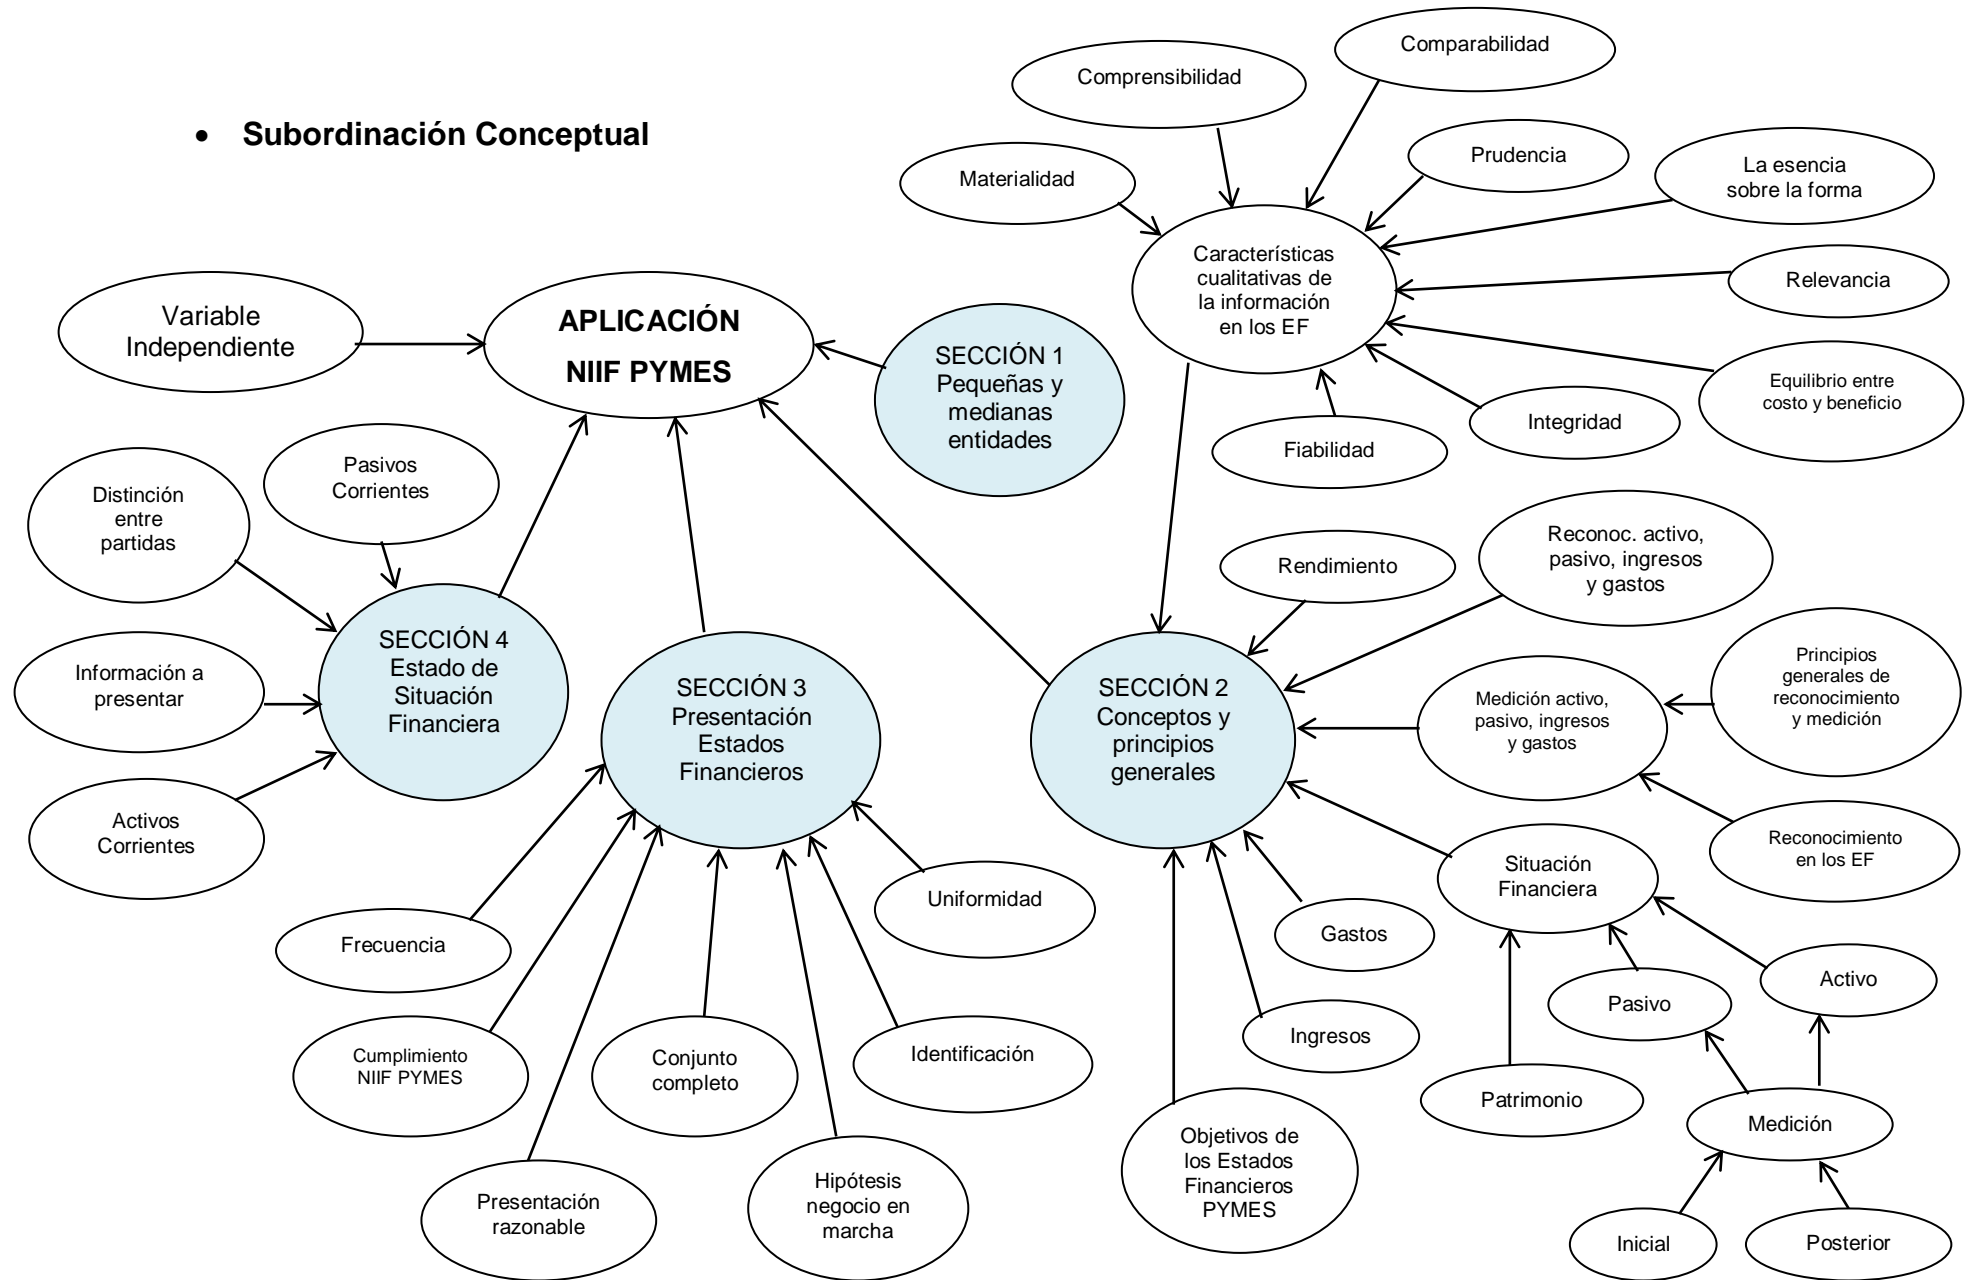 • Subordinación Conceptual
Comparabilidad
Comprensibilidad
Prudencia
La esencia
sobre la forma
Materialidad
Características
cualitativas de
la información
en los EF
Relevancia
Variable
Independiente
APLICACIÓN
NIIF PYMES
SECCIÓN 1
Pequeñas y
medianas
entidades
Equilibrio entre
costo y beneficio
Integridad
Fiabilidad
Pasivos
Corrientes
Distinción
entre
partidas
Rendimiento
Reconoc. activo,
pasivo, ingresos
y gastos
SECCIÓN 4
Estado de
Situación
Financiera
Información a
presentar
Activos
Corrientes
SECCIÓN 3
Presentación
Estados
Financieros
SECCIÓN 2
Conceptos y
principios
generales
Medición activo,
pasivo, ingresos
y gastos
Principios
generales de
reconocimiento
y medición
Reconocimiento
en los EF
Situación
Financiera
Uniformidad
Frecuencia
Gastos
Activo
Pasivo
Ingresos
Identificación
Conjunto
completo
Cumplimiento
NIIF PYMES
Patrimonio
Medición
Objetivos de
los Estados
Financieros
PYMES
Hipótesis
negocio en
marcha
Presentación
razonable
Inicial
Posterior